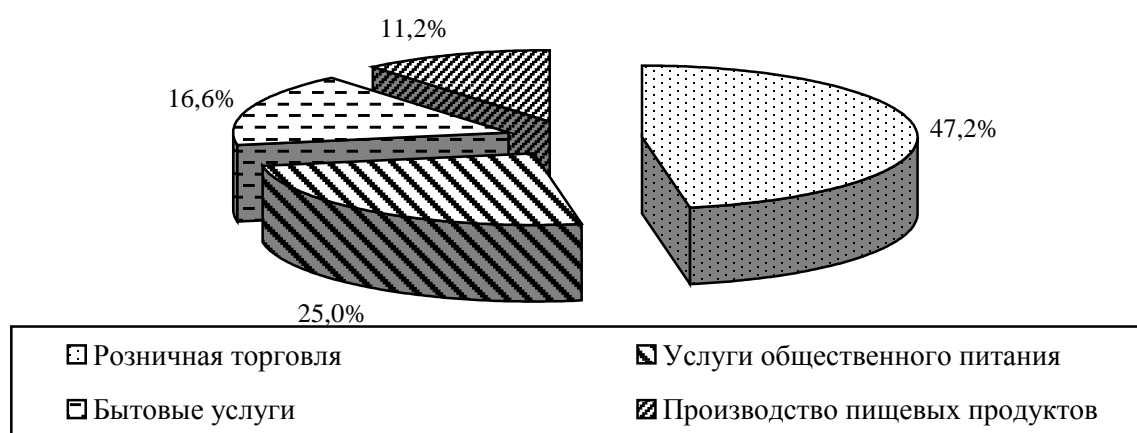 11,2%
16,6%
47,2%
25,0%
Розничная торговля
Услуги общественного питания
Бытовые услуги
Производство пищевых продуктов